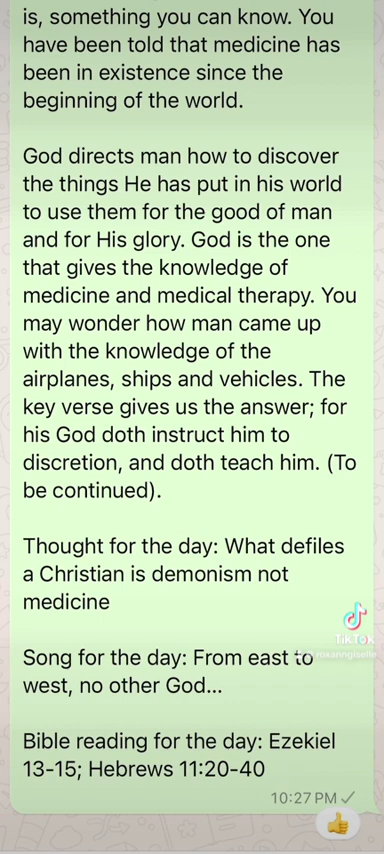 is, something you can know. You
have been told that medicine has
been in existence since the
beginning of the world.
God directs man how to discover
the things He has put in his world
to use them for the good of man
and for His glory. God is the one
that gives the knowledge of
medicine and medical therapy. You
may wonder how man came up
with the knowledge of the
airplanes, ships and vehicles. The
key verse gives us the answer; for
his God doth instruct him to
discretion, and doth teach him. (To
be continued).
Thought for the day: What defiles
a Christian is demonism not
medicine
TikTok
Song for the day: From east to
west, no other God...
Bible reading for the day: Ezekiel
13-15; Hebrews 11:20-40
10:27 PM